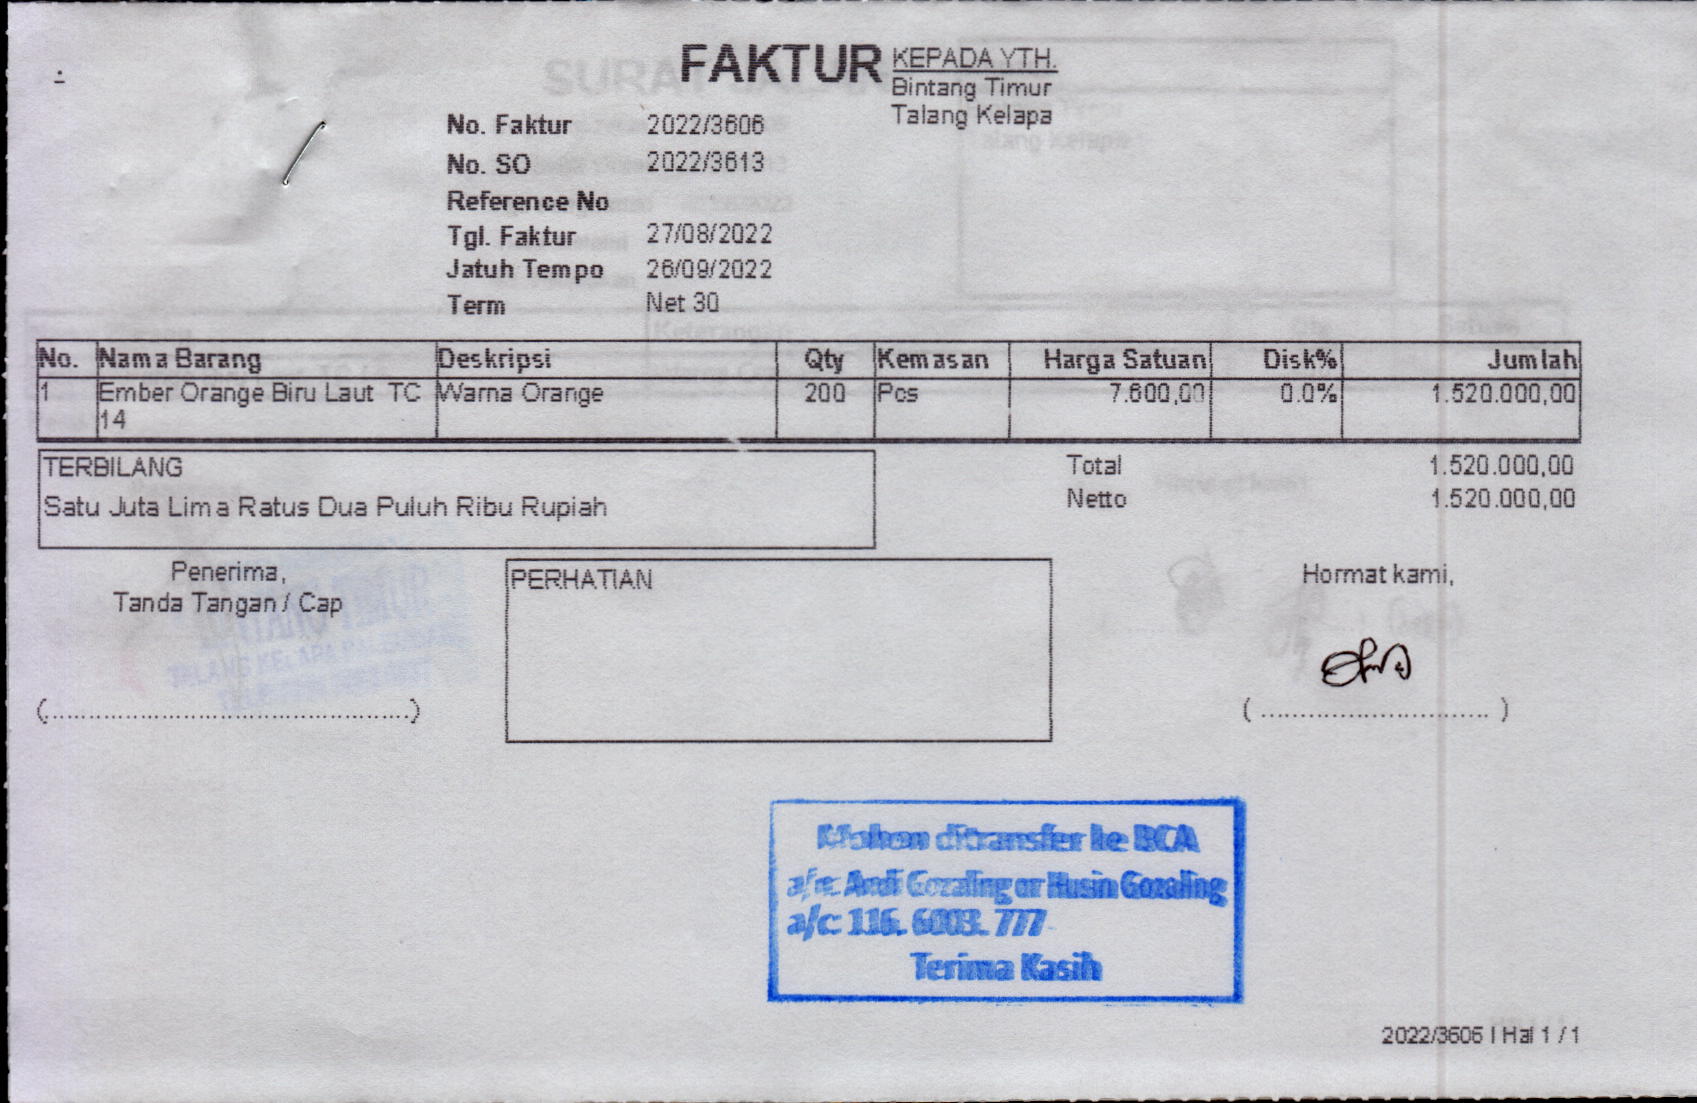 FAKTUR
KEPADA YTH.
Bintang Timur
Talang Kelapa
No. Faktur 2022/3606
No. SO 2022/3613
Reference No
Tgl. Faktur 27/08/2022
Jatuh Tempo 26/09/2022
Term Net 30
No. Nama Barang Deskripsi Qty Kemasan Harga Satuan Disk% Jumlah
1 Ember Orange Biru Laut TC Warna Orange 200 Pcs 7.600,00 0.0% 1.520.000,00
14
TERBILANG
Satu Juta Lima Ratus Dua Puluh Ribu Rupiah
Total 1.520.000,00
Netto 1.520.000,00
Penerima,
Tanda Tangan / Cap
(................................................)
PERHATIAN
Hormat kami,
( ............................. )
Mohon ditransfer ke BCA
a/n: Andi Gozaling or Husin Gozaling
a/c: 116. 6003. 777
Terima Kasih
2022/3606 | Hal 1 / 1